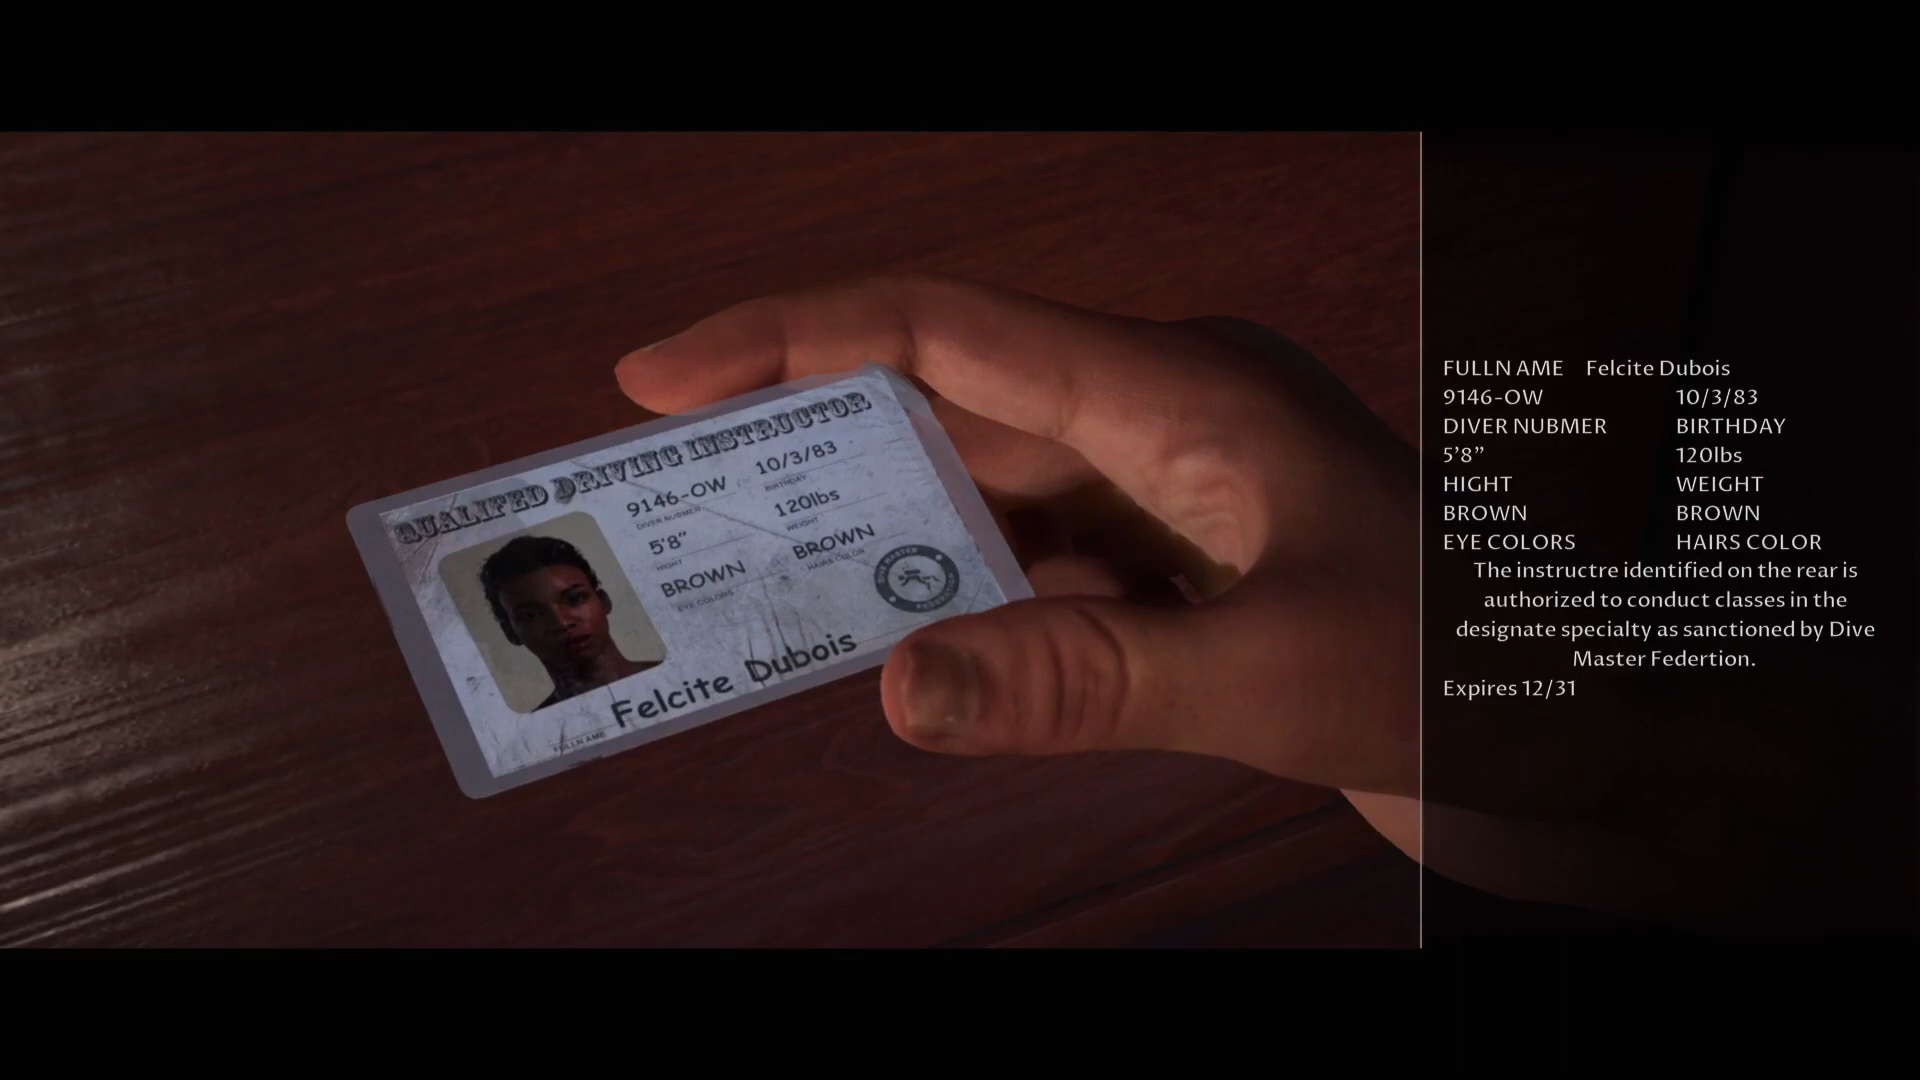 QUALIFED DRIVING INSTRUCTOR
9146-OW 10/3/83
DIVER NUBMER BIRTHDAY
5'8" 120lbs
HIGHT WEIGHT
BROWN BROWN
EYE COLORS HAIRS COLOR
DIVE MASTER
Felcite Dubois
FULLN AME
FULLN AME Felcite Dubois
9146-OW 10/3/83
DIVER NUBMER BIRTHDAY
5’8” 120lbs
HIGHT WEIGHT
BROWN BROWN
EYE COLORS HAIRS COLOR
The instructre identified on the rear is
authorized to conduct classes in the
designate specialty as sanctioned by Dive
Master Federtion.
Expires 12/31